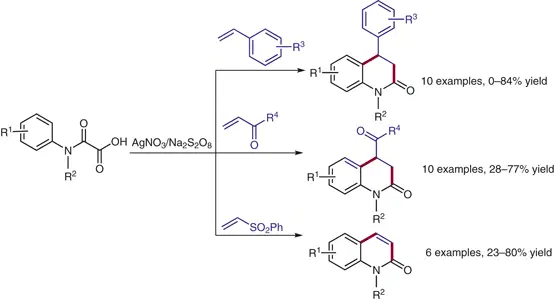 R3
R1
N
O
R2
10 examples, 0–84% yield
R4
O
R1
O
OH
N
O
R2
AgNO3/Na2S2O8
O
R4
R1
N
O
R2
10 examples, 28–77% yield
SO2Ph
R1
N
O
R2
6 examples, 23–80% yield
R3